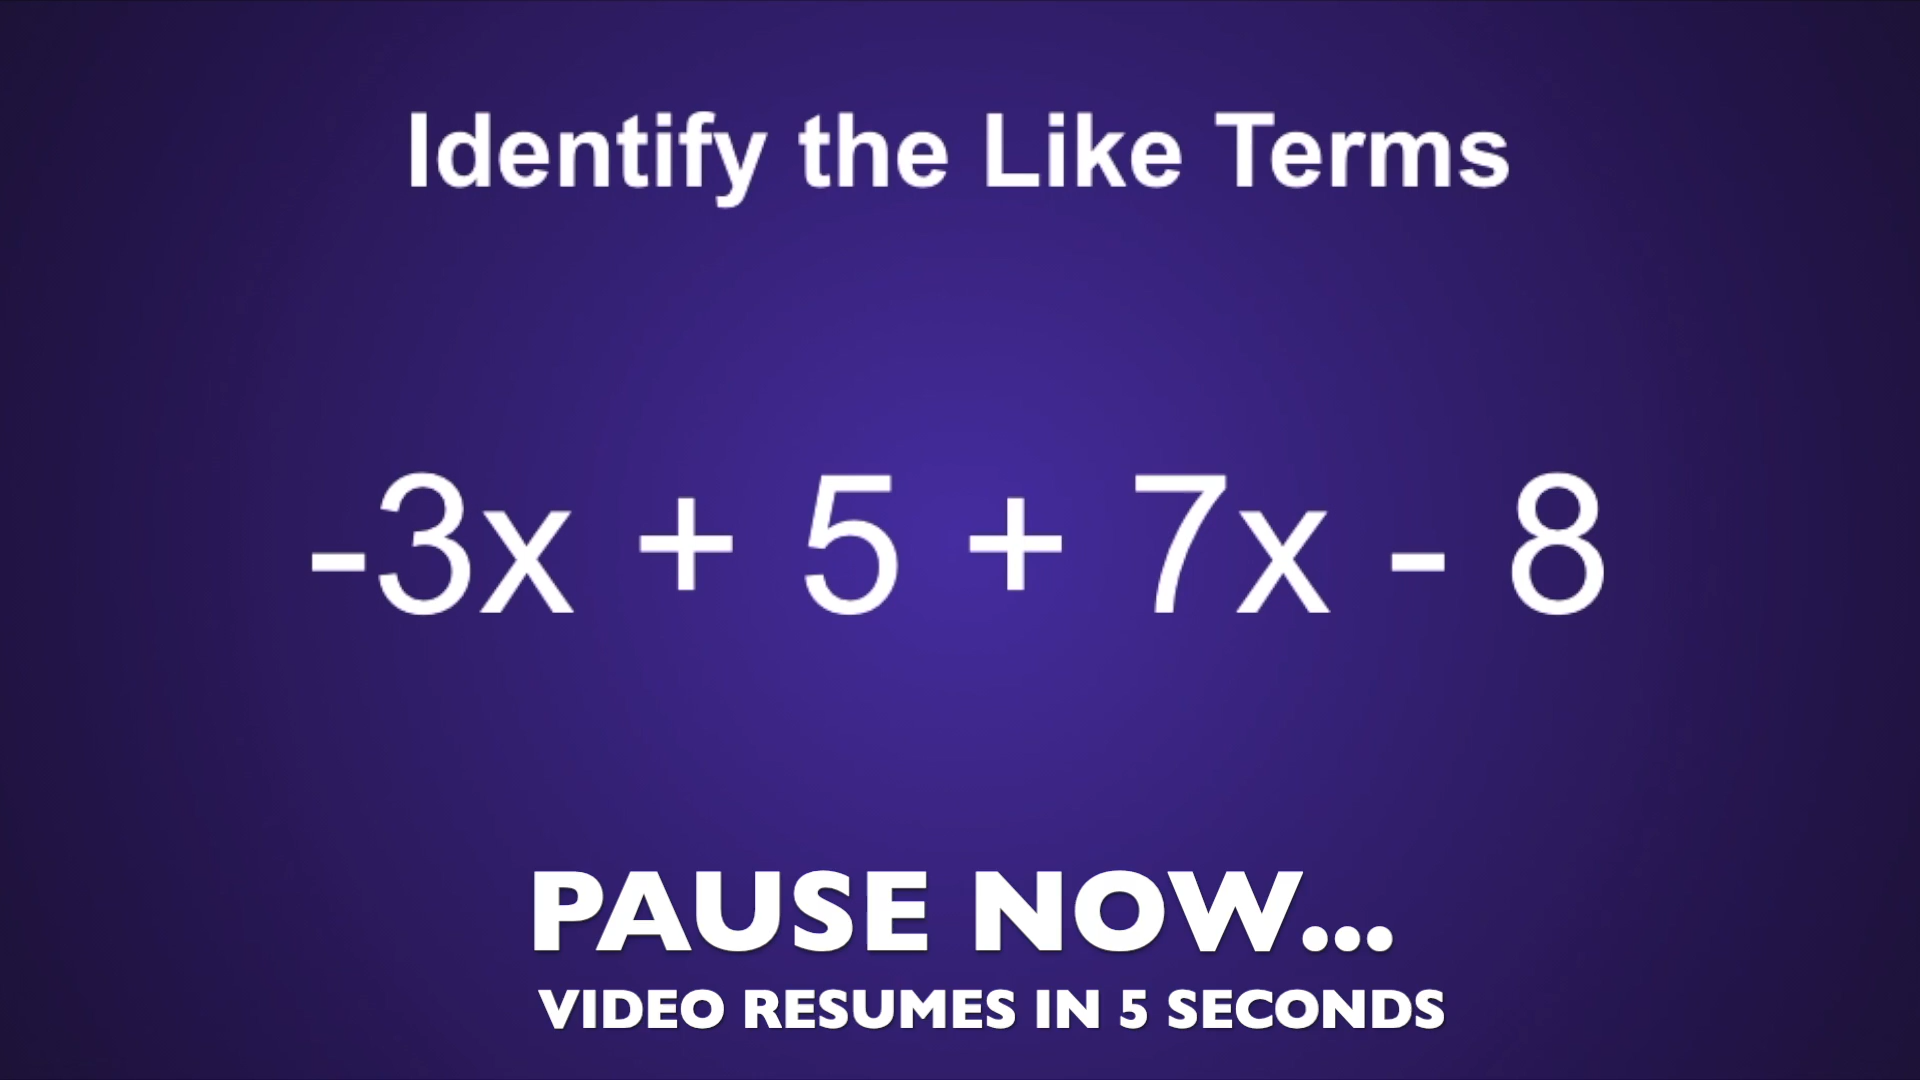 Identify the Like Terms
-3x + 5 + 7x - 8
PAUSE NOW...
VIDEO RESUMES IN 5 SECONDS